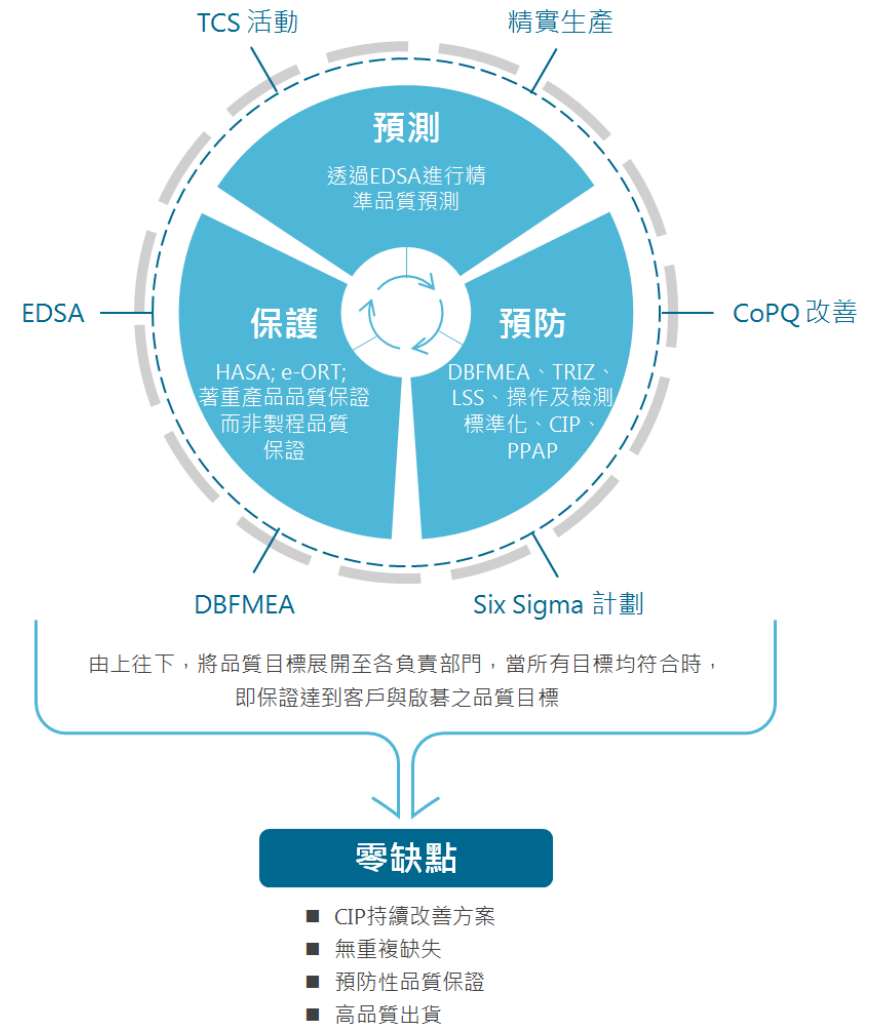 TCS 活動
精實生產
預測
透過EDSA進行精
準品質預測
EDSA
保護
HASA; e-ORT;
著重產品品質保證
而非製程品質
保證
預防
DBFMEA、TRIZ、
LSS、操作及檢測
標準化、CIP、
PPAP
CoPQ 改善
DBFMEA
Six Sigma 計劃
由上往下，將品質目標展開至各負責部門，當所有目標均符合時，
即保證達到客戶與啟碁之品質目標
零缺點
■ CIP持續改善方案
■ 無重複缺失
■ 預防性品質保證
■ 高品質出貨